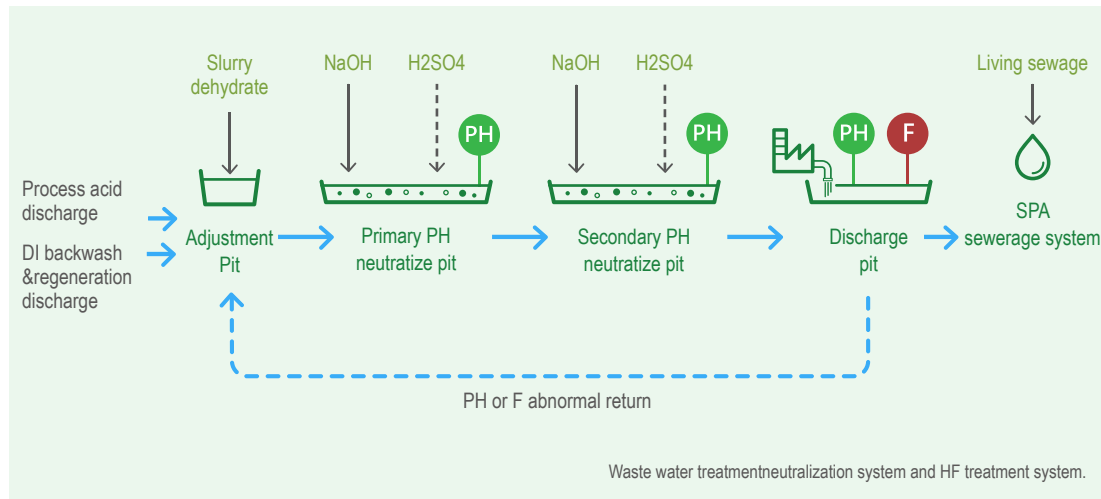 Slurry
dehydrate
NaOH
H2SO4
NaOH
H2SO4
Living sewage
PH
PH
PH
F
Process acid
discharge
DI backwash
&regeneration
discharge
Adjustment
Pit
Primary PH
neutratize pit
Secondary PH
neutratize pit
Discharge
pit
SPA
sewerage system
PH or F abnormal return
Waste water treatmentneutralization system and HF treatment system.